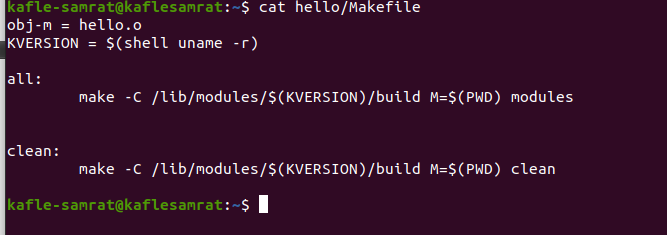 kafle-samrat@kaflesamrat:~$ cat hello/Makefile
obj-m = hello.o
KVERSION = $(shell uname -r)
all:
make -C /lib/modules/$(KVERSION)/build M=$(PWD) modules
clean:
make -C /lib/modules/$(KVERSION)/build M=$(PWD) clean
kafle-samrat@kaflesamrat:~$